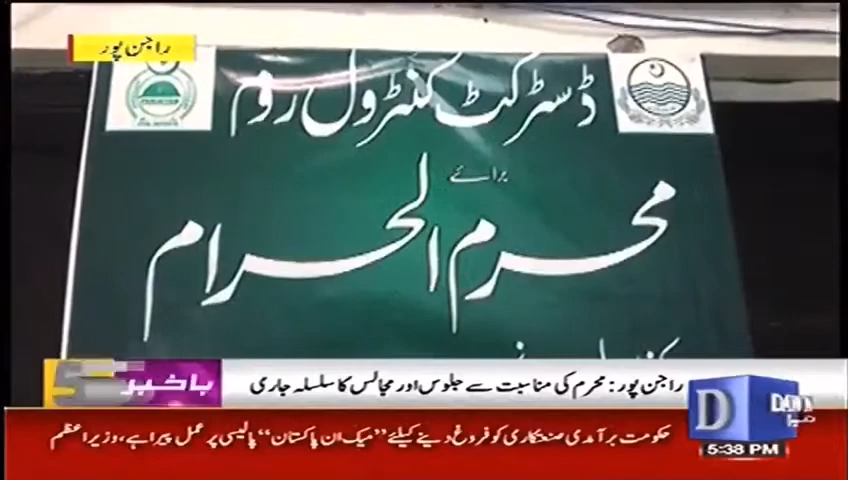 راجن پور
ڈسٹرکٹ کنٹرول روم
برائے
محرم الحرام
باخبر
راجن پور: محرم کی مناسبت سے جلوس اور مجالس کا سلسلہ جاری
DAWN
5:38 PM
حکومت برآمدی صنعتکاری کو فروغ دینے کیلئے ”میک ان پاکستان“ پالیسی پر عمل پیرا ہے، وزیراعظم